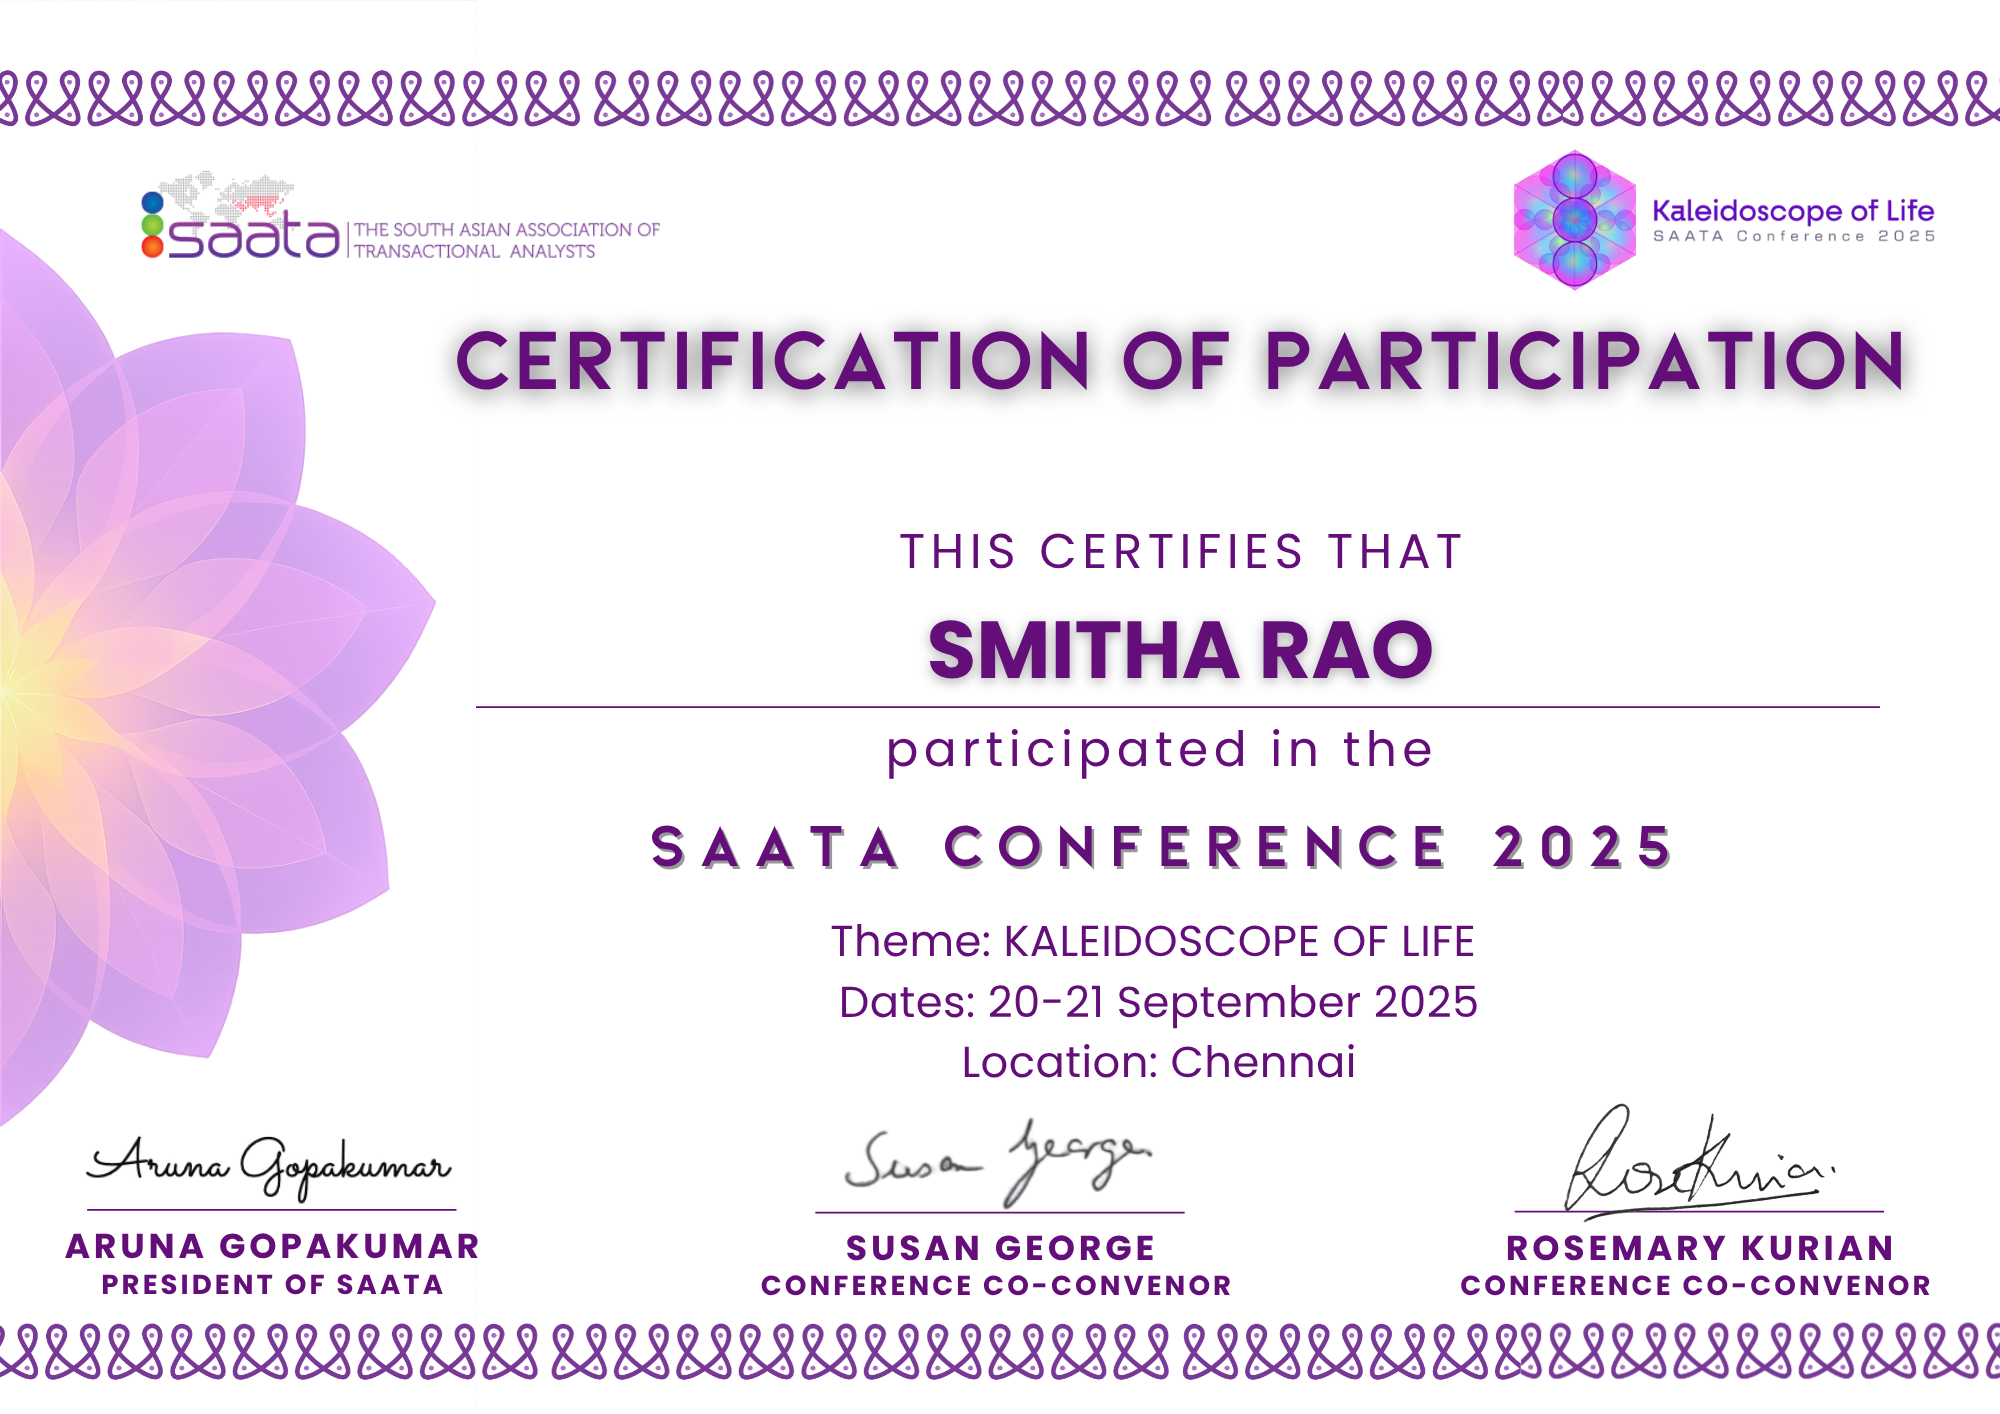 saata
THE SOUTH ASIAN ASSOCIATION OF
TRANSACTIONAL ANALYSTS
Kaleidoscope of Life
SAATA Conference 2025
CERTIFICATION OF PARTICIPATION
THIS CERTIFIES THAT
SMITHA RAO
participated in the
SAATA CONFERENCE 2025
Theme: KALEIDOSCOPE OF LIFE
Dates: 20-21 September 2025
Location: Chennai
Aruna Gopakumar
ARUNA GOPAKUMAR
PRESIDENT OF SAATA
Susan George
SUSAN GEORGE
CONFERENCE CO-CONVENOR
Rose Kurian
ROSEMARY KURIAN
CONFERENCE CO-CONVENOR